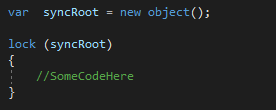 var  syncRoot = new object();
lock (syncRoot)
{
//SomeCodeHere
}